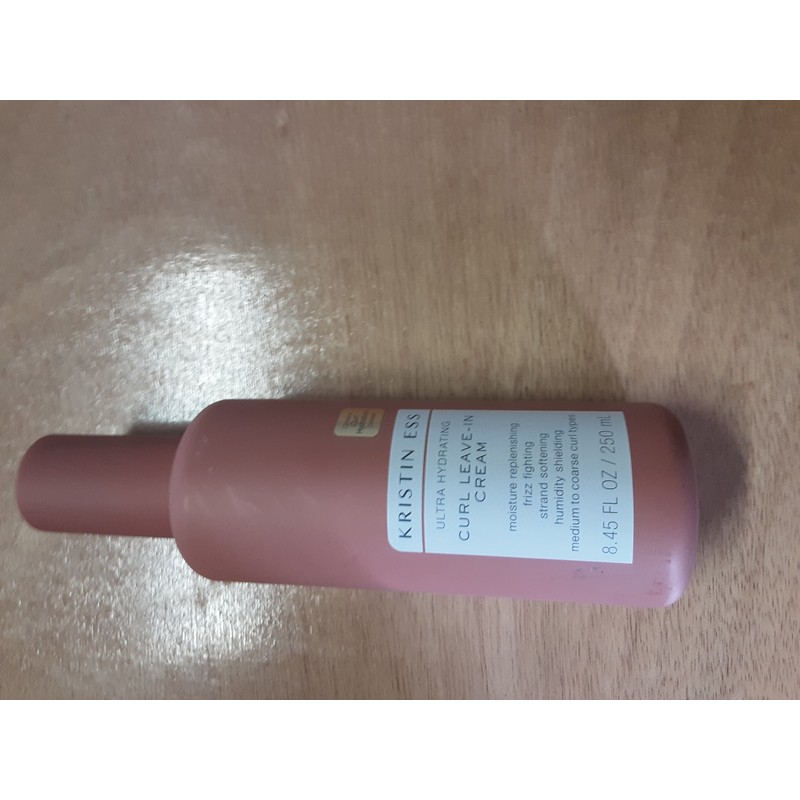 KRISTIN ESS
ULTRA HYDRATING
CURL LEAVE-IN
CREAM
moisture replenishing
frizz fighting
strand softening
humidity shielding
medium to coarse curl types
8.45 FL OZ / 250 mL